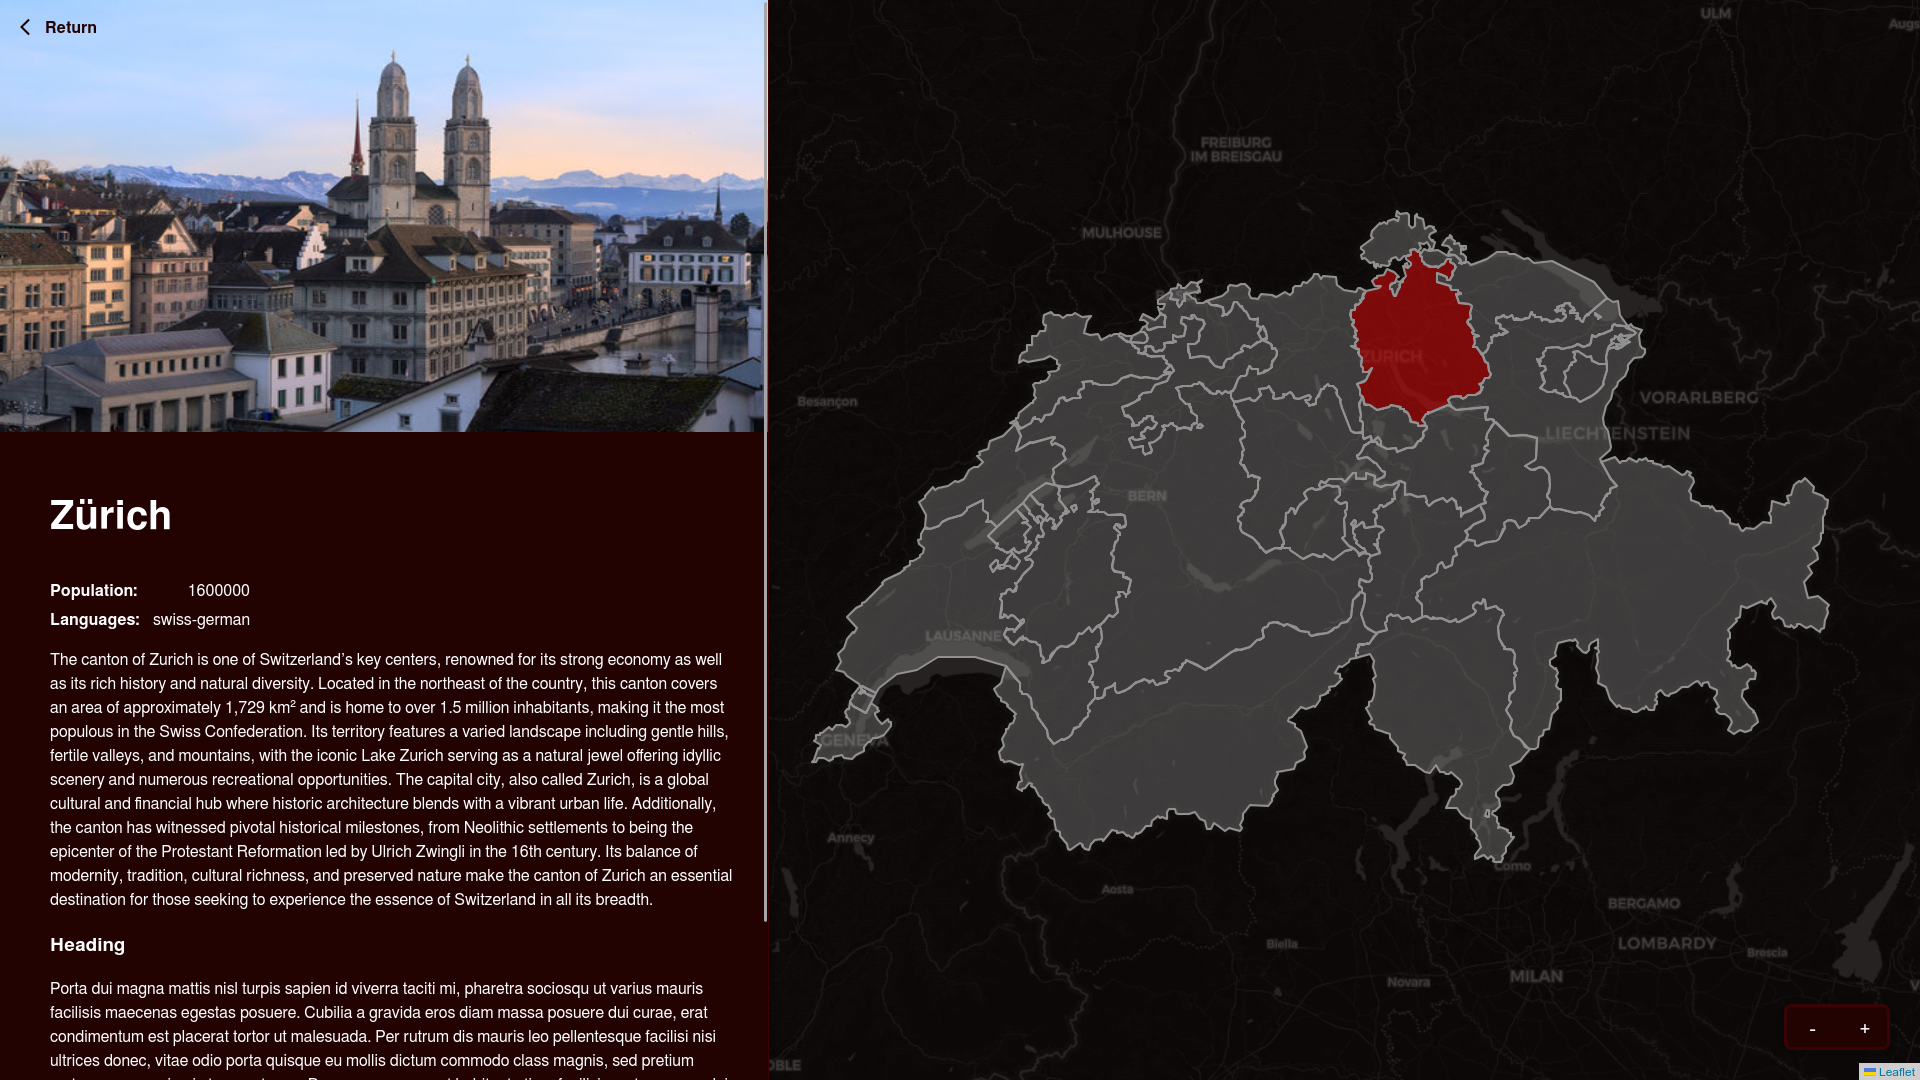 Return
Zürich
Population: 1600000
Languages: swiss-german
The canton of Zurich is one of Switzerland’s key centers, renowned for its strong economy as well
as its rich history and natural diversity. Located in the northeast of the country, this canton covers
an area of approximately 1,729 km² and is home to over 1.5 million inhabitants, making it the most
populous in the Swiss Confederation. Its territory features a varied landscape including gentle hills,
fertile valleys, and mountains, with the iconic Lake Zurich serving as a natural jewel offering idyllic
scenery and numerous recreational opportunities. The capital city, also called Zurich, is a global
cultural and financial hub where historic architecture blends with a vibrant urban life. Additionally,
the canton has witnessed pivotal historical milestones, from Neolithic settlements to being the
epicenter of the Protestant Reformation led by Ulrich Zwingli in the 16th century. Its balance of
modernity, tradition, cultural richness, and preserved nature make the canton of Zurich an essential
destination for those seeking to experience the essence of Switzerland in all its breadth.
Heading
Porta dui magna mattis nisl turpis sapien id viverra taciti mi, pharetra sociosqu ut varius mauris
facilisis maecenas egestas posuere. Cubilia a gravida eros diam massa posuere dui curae, erat
condimentum est placerat tortor ut malesuada. Per rutrum dis mauris leo pellentesque facilisi nisi
ultrices donec, vitae odio porta quisque eu mollis dictum commodo class magnis, sed pretium
ULM
Augs
FREIBURG
IM BREISGAU
MULHOUSE
ZURICH
Besançon
VORARLBERG
LIECHTENSTEIN
BERN
LAUSANNE
GENEVA
Annecy
Como
Aosta
BERGAMO
Biella
LOMBARDY
Brescia
MILAN
Novara
OBLE
- +
Leaflet